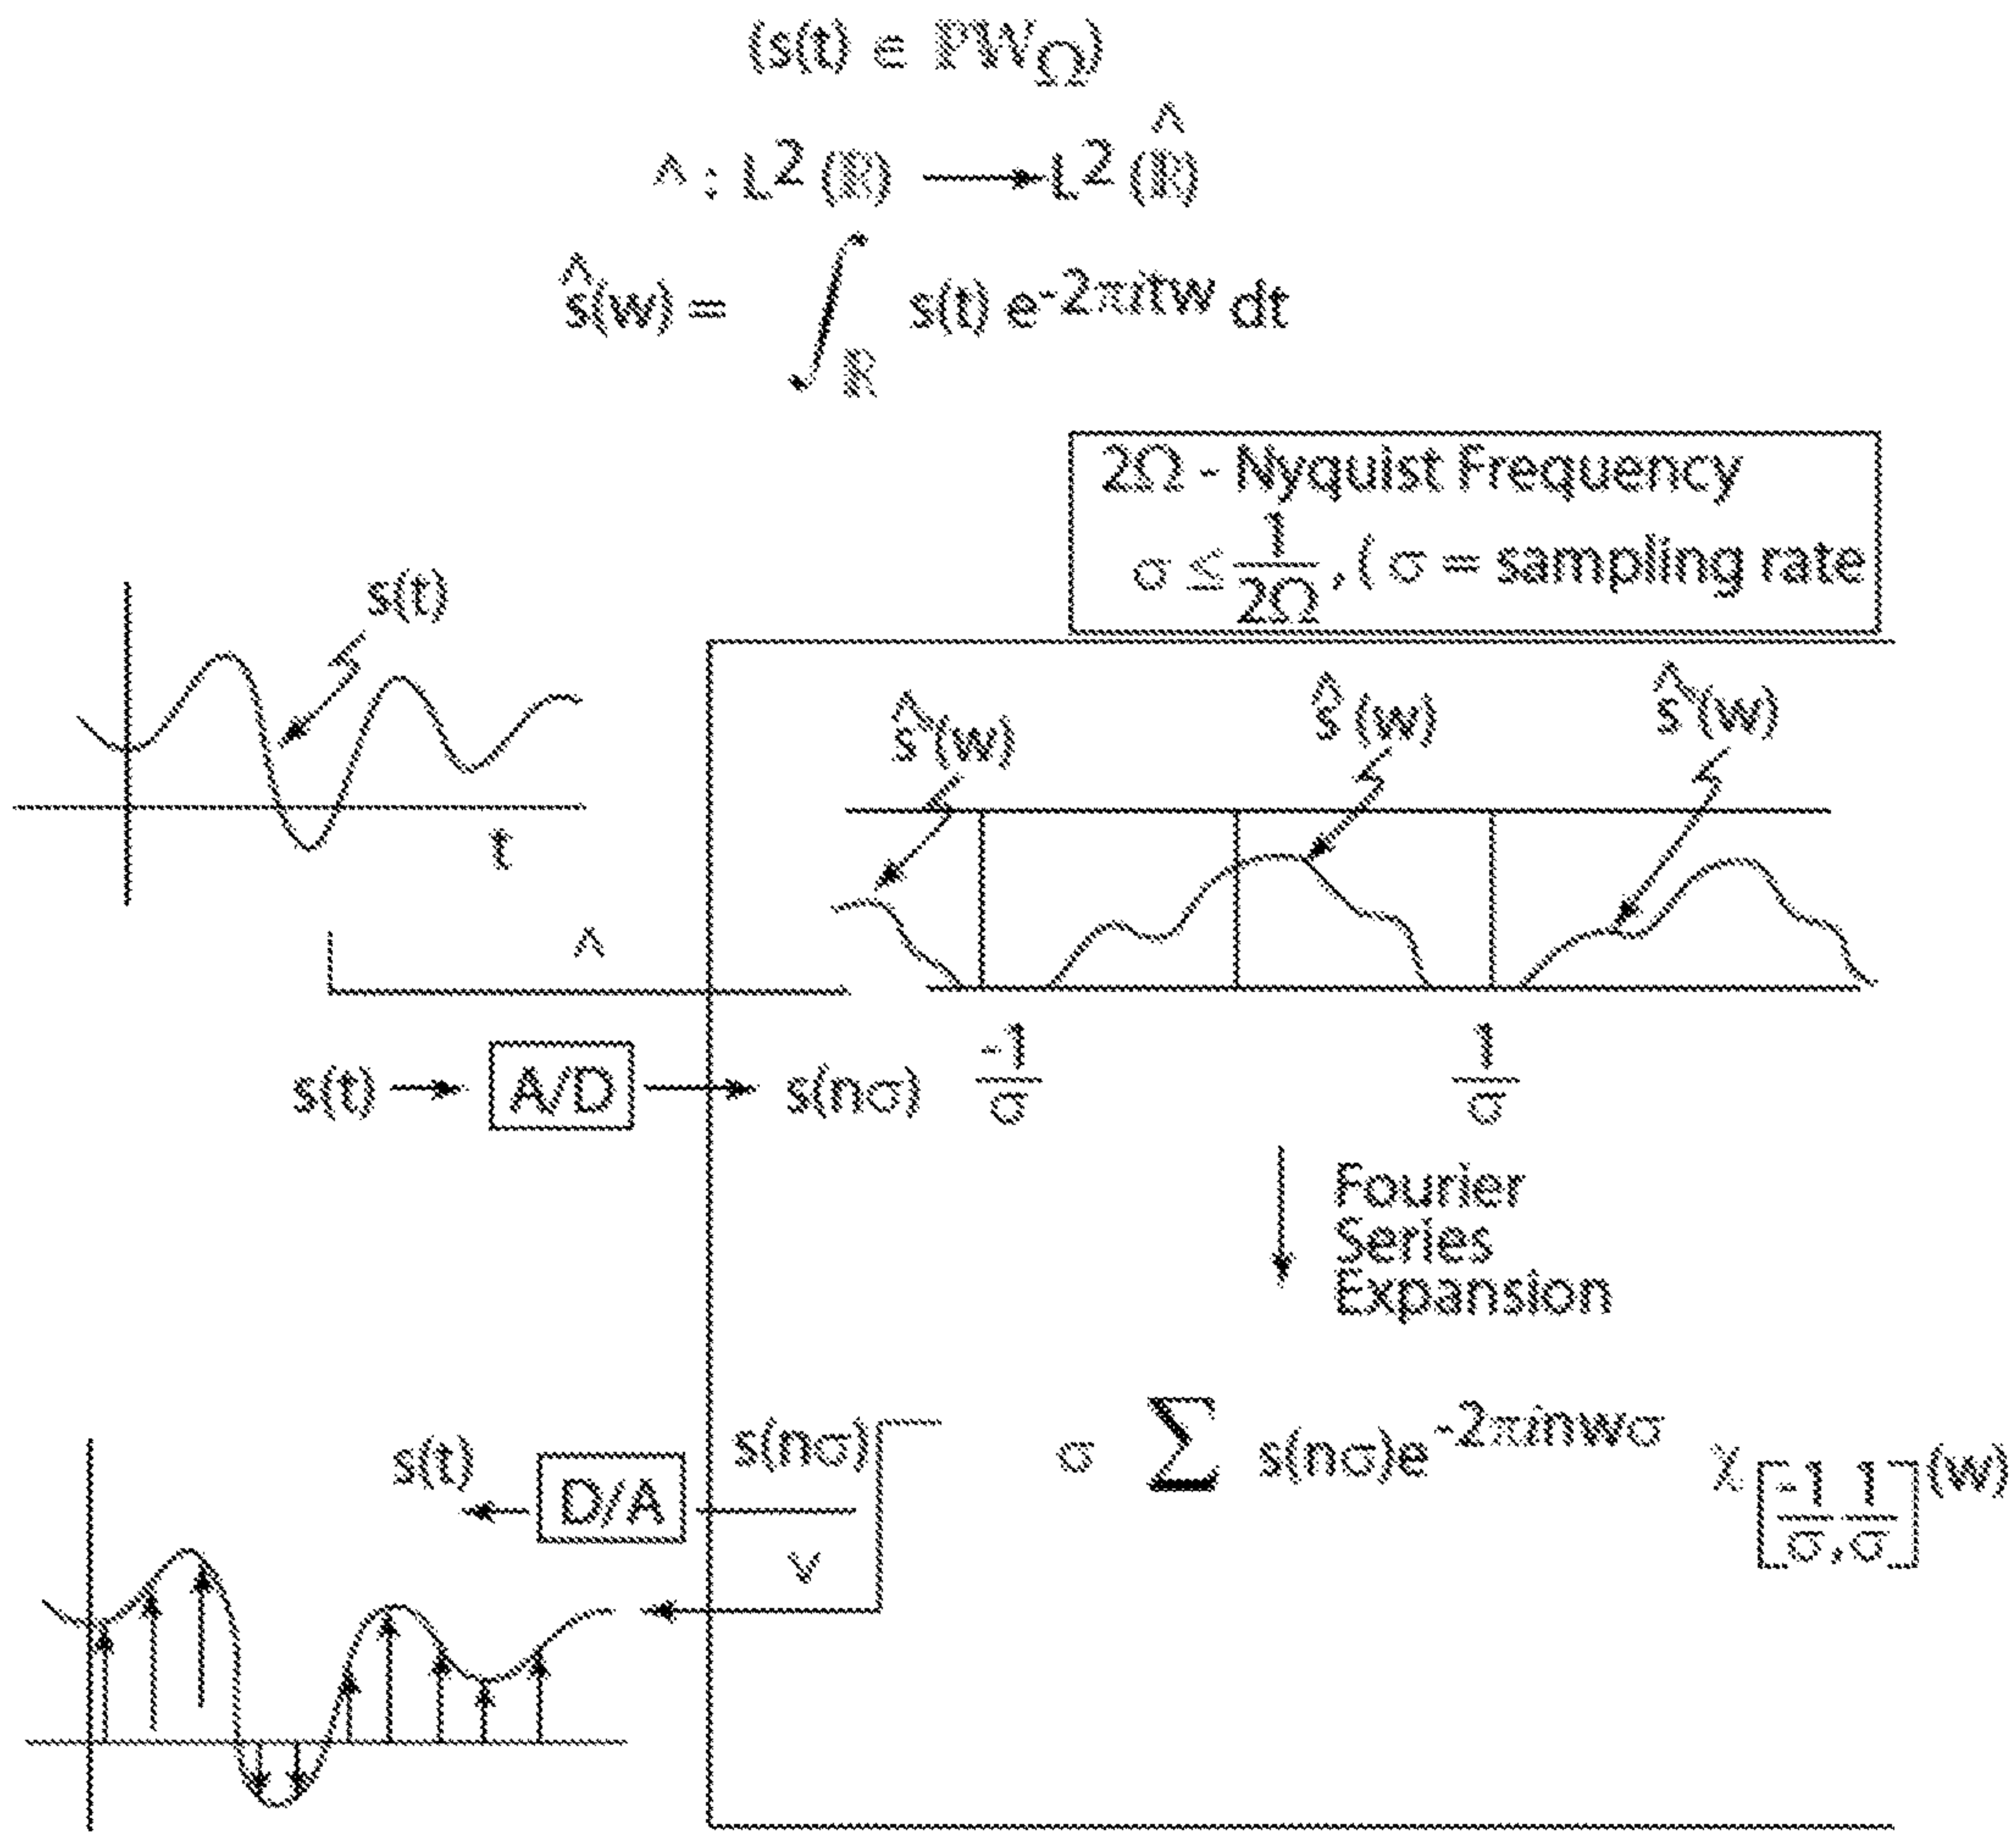 (s(t) ∈ ℙW_Ω)
^ : L² (ℝ) ⟶ L² (ℝ̂)
ŝ(w) = ∫_ℝ s(t) e^-2πitw dt
2Ω - Nyquist Frequency
σ ≤ 1/2Ω, ( σ = sampling rate
s(t)
t
ŝ'(w)
ŝ (w)
ŝ'(w)
^
s(t) → A/D → s(nσ)
-1/σ
1/σ
Fourier
Series
Expansion
σ ∑ s(nσ)e^-2πinwσ χ_[-1/σ, 1/σ] (w)
s(t) ← D/A
s(nσ)
v